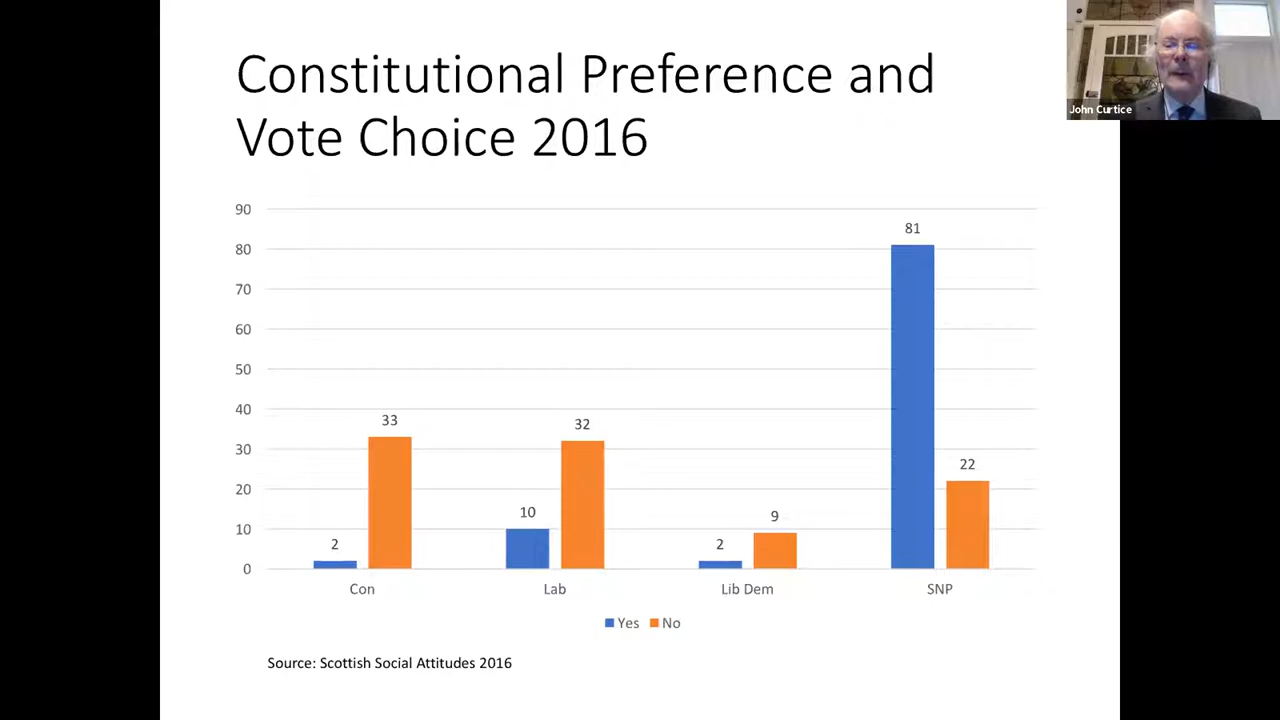 Constitutional Preference and
Vote Choice 2016
John Curtice
90
80
70
60
50
40
30
20
10
0
2
33
10
32
2
9
81
22
Con
Lab
Lib Dem
SNP
Yes No
Source: Scottish Social Attitudes 2016